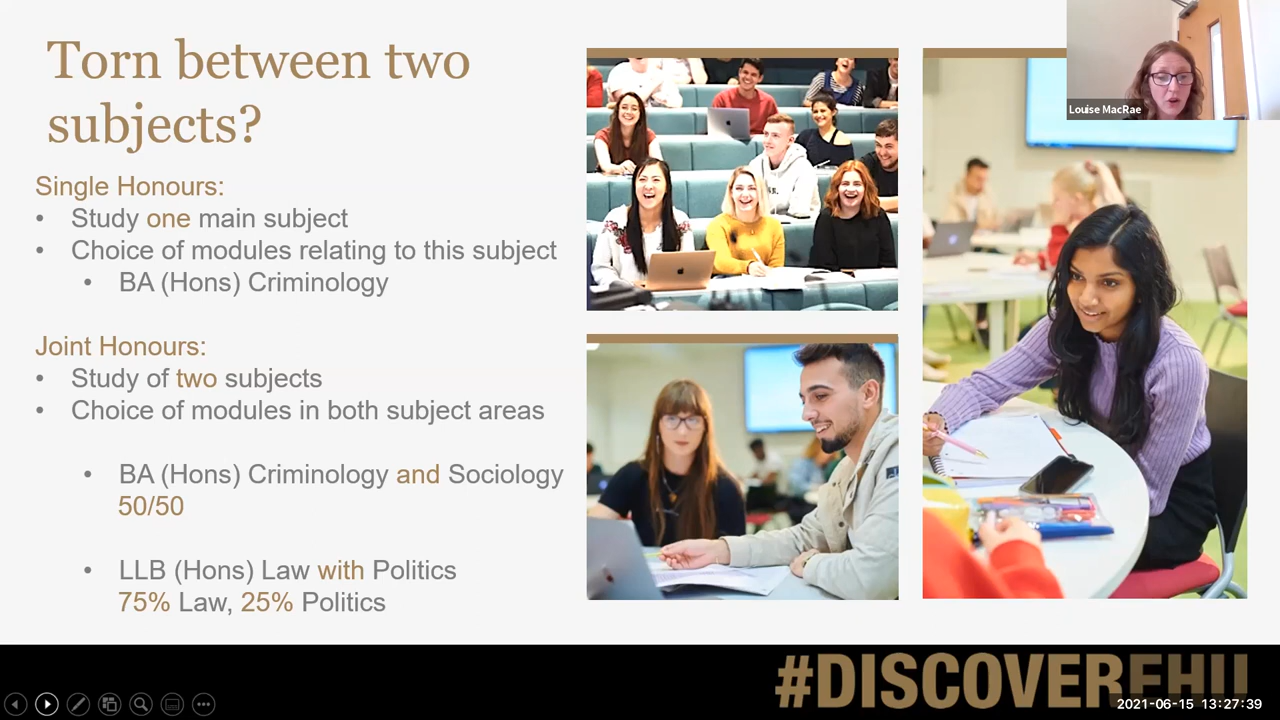 Torn between two
subjects?
Single Honours:
• Study one main subject
• Choice of modules relating to this subject
• BA (Hons) Criminology
Joint Honours:
• Study of two subjects
• Choice of modules in both subject areas
• BA (Hons) Criminology and Sociology
50/50
• LLB (Hons) Law with Politics
75% Law, 25% Politics
Louise MacRae
#DISCOVEREHU
2021-06-15 13:27:39